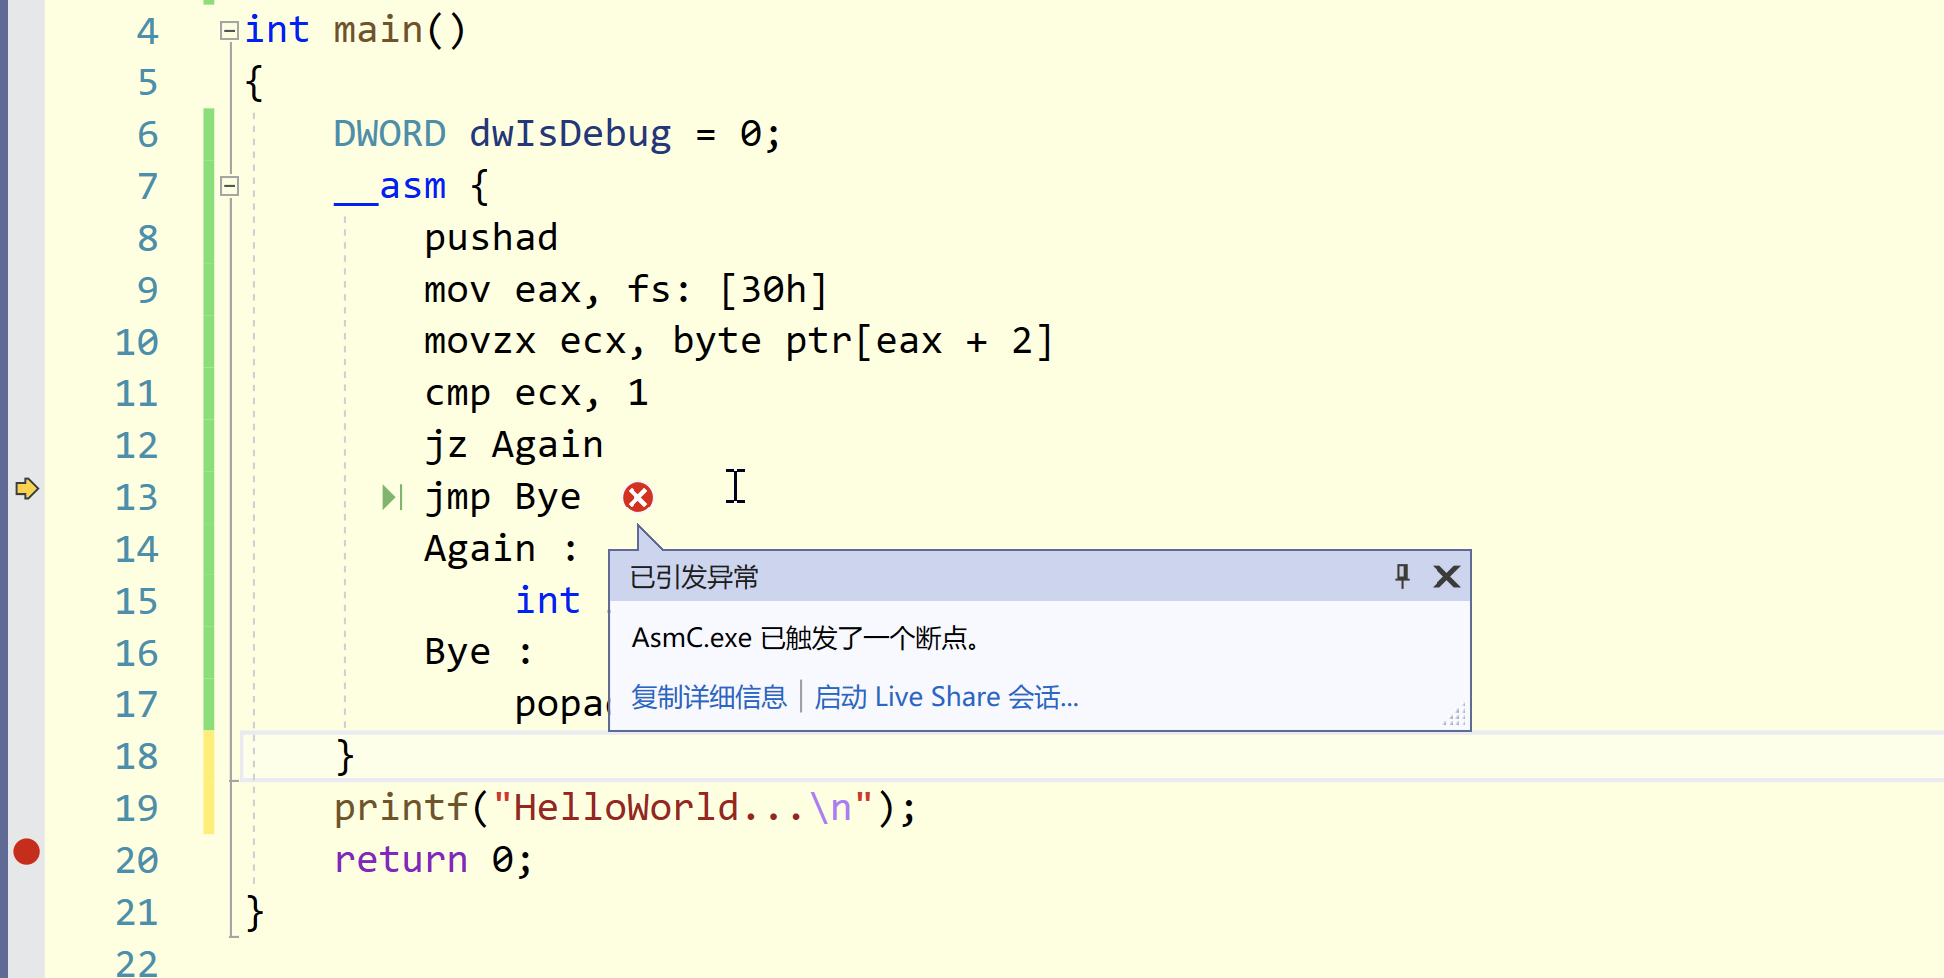 4 int main()
5 {
6 DWORD dwIsDebug = 0;
7 __asm {
8 pushad
9 mov eax, fs: [30h]
10 movzx ecx, byte ptr[eax + 2]
11 cmp ecx, 1
12 jz Again
13 jmp Bye
14 Again :
已引发异常
15 int
AsmC.exe 已触发了一个断点。
16 Bye :
复制详细信息 | 启动 Live Share 会话...
17 popa
18 }
19 printf("HelloWorld...\n");
20 return 0;
21 }
22